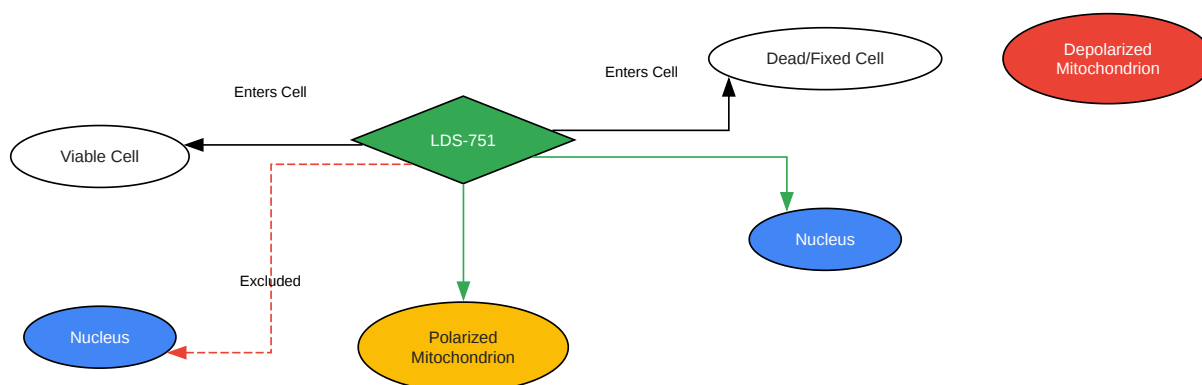 Depolarized
Mitochondrion
Dead/Fixed Cell
Enters Cell
Enters Cell
LDS-751
Viable Cell
Nucleus
Excluded
Nucleus
Polarized
Mitochondrion